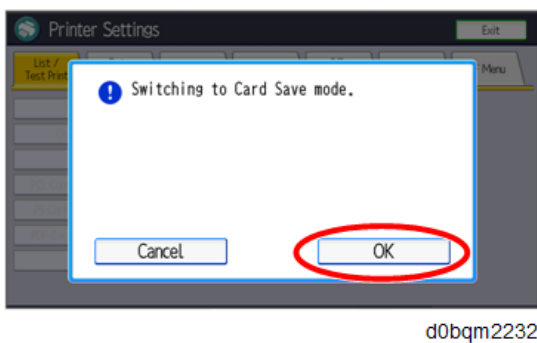 Printer Settings
Exit
List /
Test Print
Menu
Switching to Card Save mode.
Cancel
OK
d0bqm2232